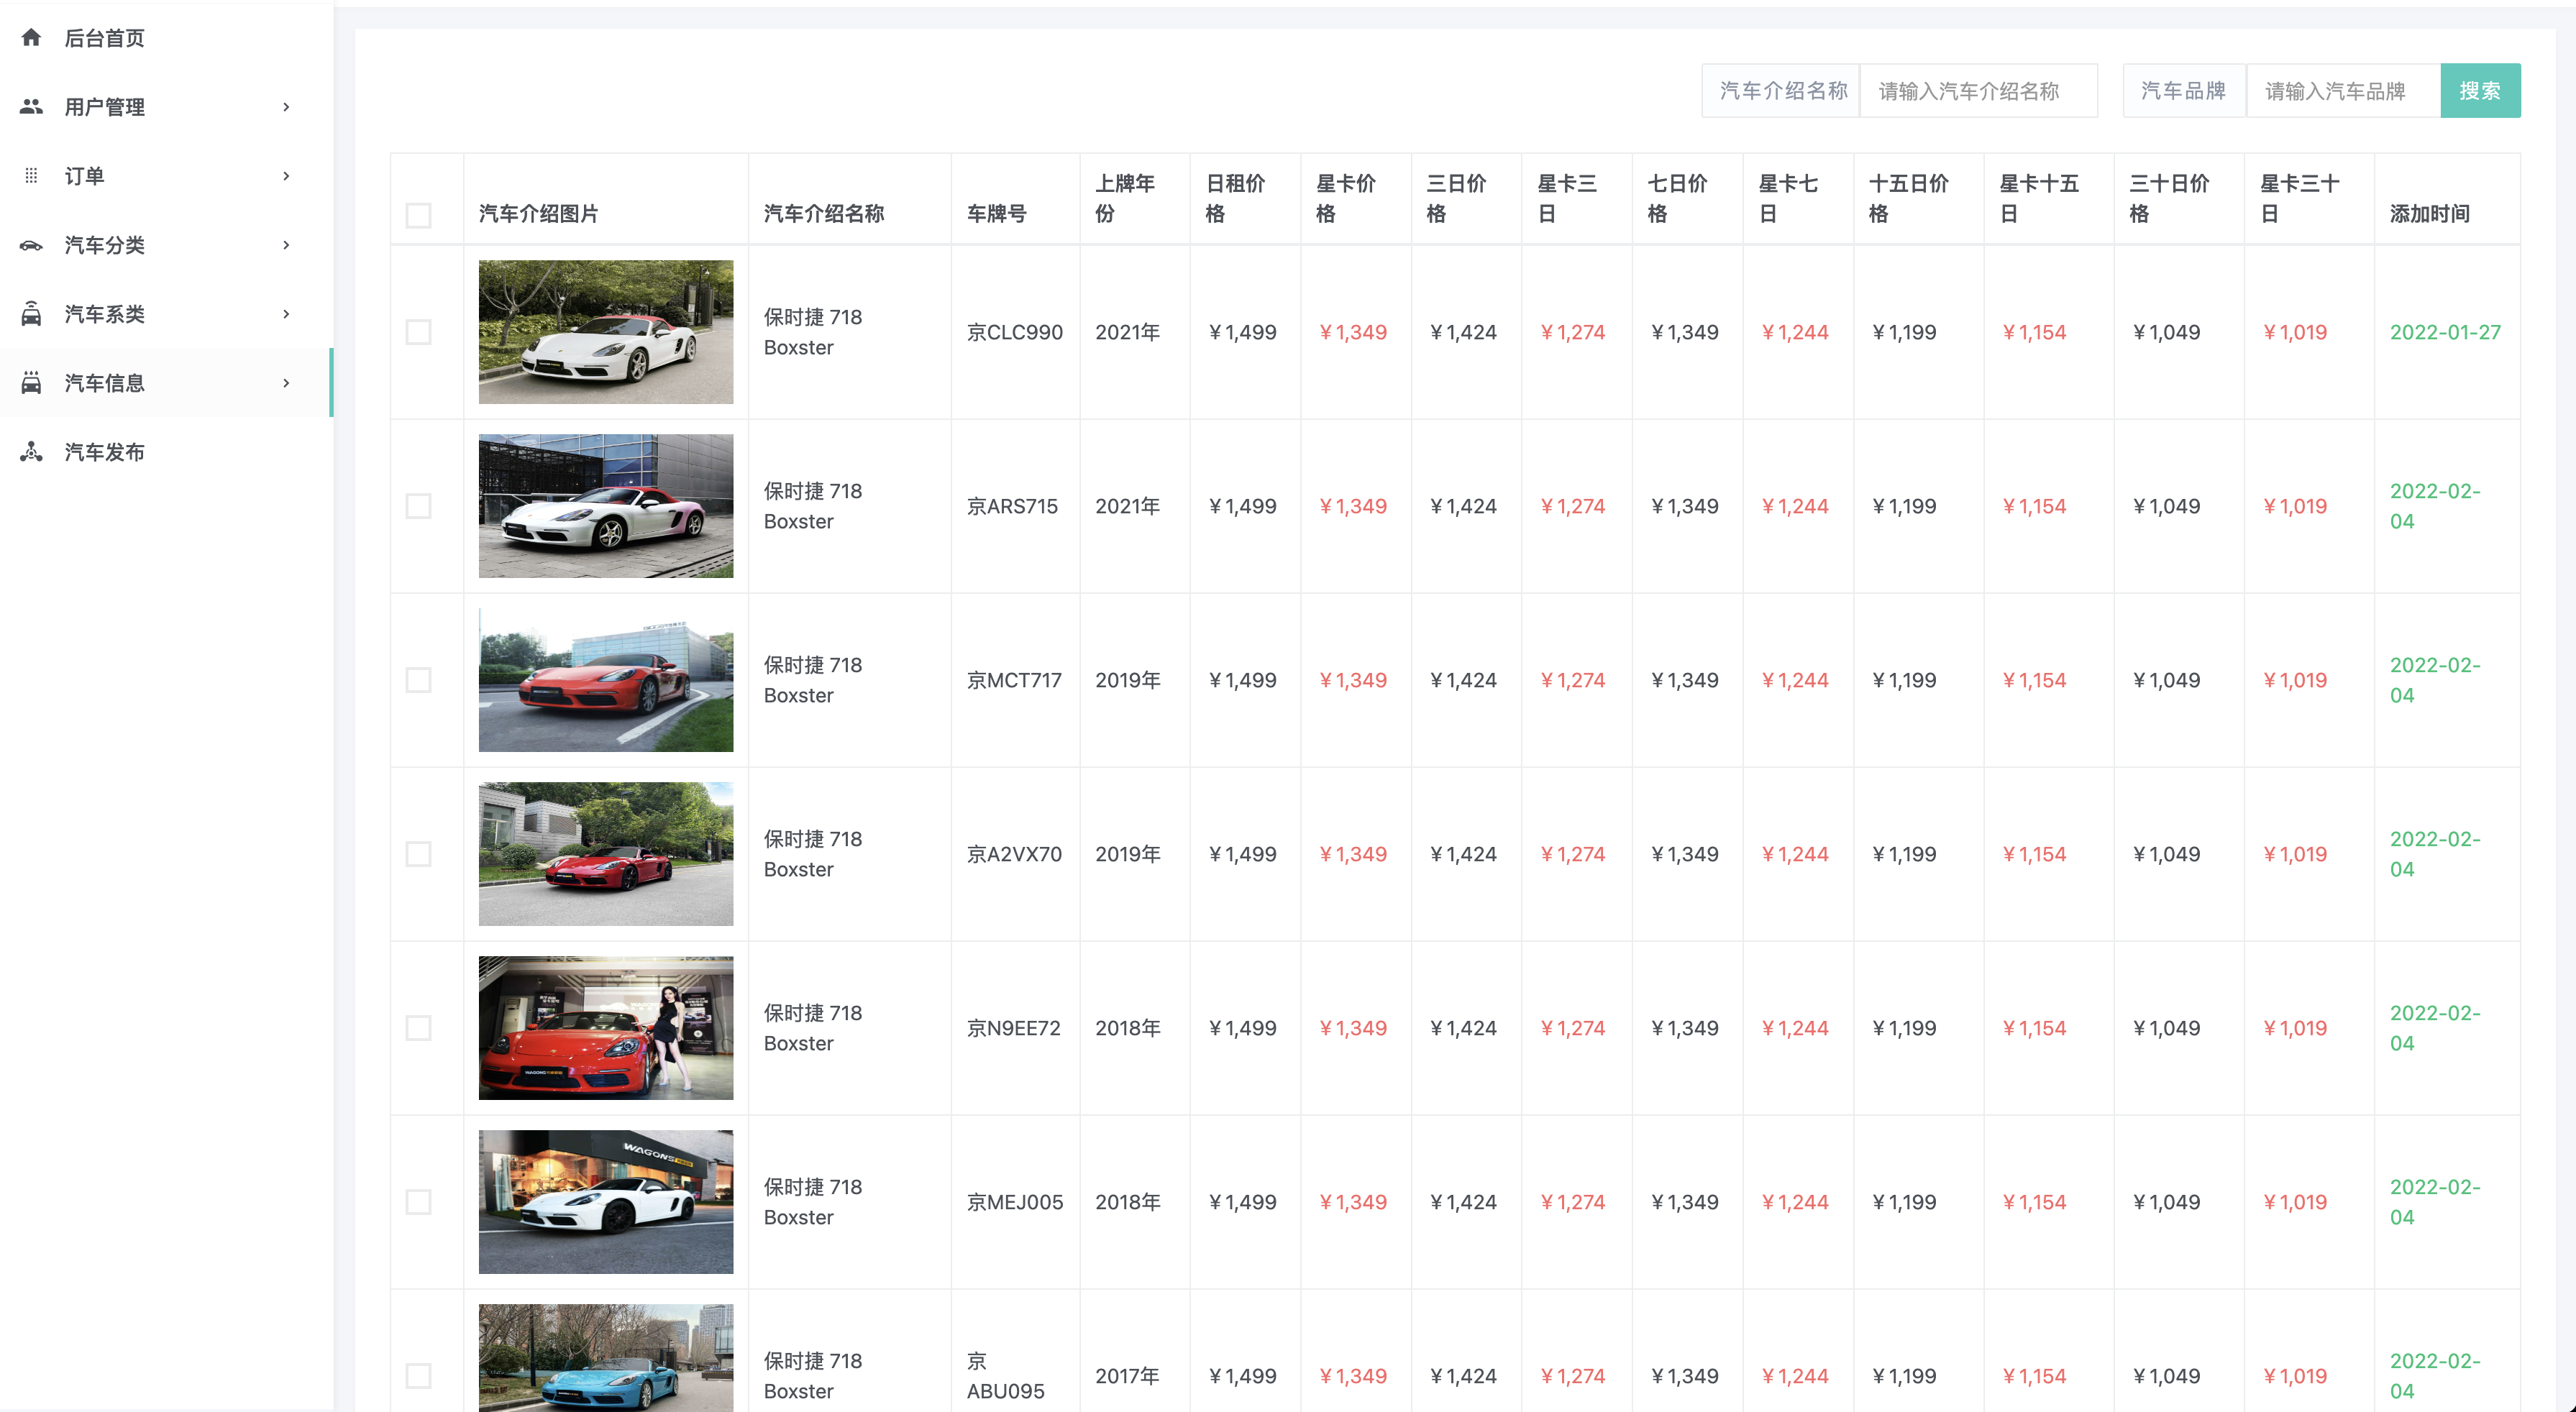 后台首页
用户管理
订单
汽车分类
汽车系类
汽车信息
汽车发布
汽车介绍名称 请输入汽车介绍名称 汽车品牌 请输入汽车品牌 搜索
汽车介绍图片 汽车介绍名称 车牌号 上牌年份 日租价格 星卡价格 三日价格 星卡三日 七日价格 星卡七日 十五日价格 星卡十五日 三十日价格 星卡三十日 添加时间
保时捷 718 Boxster 京CLC990 2021年 ¥1,499 ¥1,349 ¥1,424 ¥1,274 ¥1,349 ¥1,244 ¥1,199 ¥1,154 ¥1,049 ¥1,019 2022-01-27
保时捷 718 Boxster 京ARS715 2021年 ¥1,499 ¥1,349 ¥1,424 ¥1,274 ¥1,349 ¥1,244 ¥1,199 ¥1,154 ¥1,049 ¥1,019 2022-02-04
保时捷 718 Boxster 京MCT717 2019年 ¥1,499 ¥1,349 ¥1,424 ¥1,274 ¥1,349 ¥1,244 ¥1,199 ¥1,154 ¥1,049 ¥1,019 2022-02-04
保时捷 718 Boxster 京A2VX70 2019年 ¥1,499 ¥1,349 ¥1,424 ¥1,274 ¥1,349 ¥1,244 ¥1,199 ¥1,154 ¥1,049 ¥1,019 2022-02-04
WAGONS
保时捷 718 Boxster 京N9EE72 2018年 ¥1,499 ¥1,349 ¥1,424 ¥1,274 ¥1,349 ¥1,244 ¥1,199 ¥1,154 ¥1,049 ¥1,019 2022-02-04
WAGONS
保时捷 718 Boxster 京MEJ005 2018年 ¥1,499 ¥1,349 ¥1,424 ¥1,274 ¥1,349 ¥1,244 ¥1,199 ¥1,154 ¥1,049 ¥1,019 2022-02-04
保时捷 718 Boxster 京ABU095 2017年 ¥1,499 ¥1,349 ¥1,424 ¥1,274 ¥1,349 ¥1,244 ¥1,199 ¥1,154 ¥1,049 ¥1,019 2022-02-04